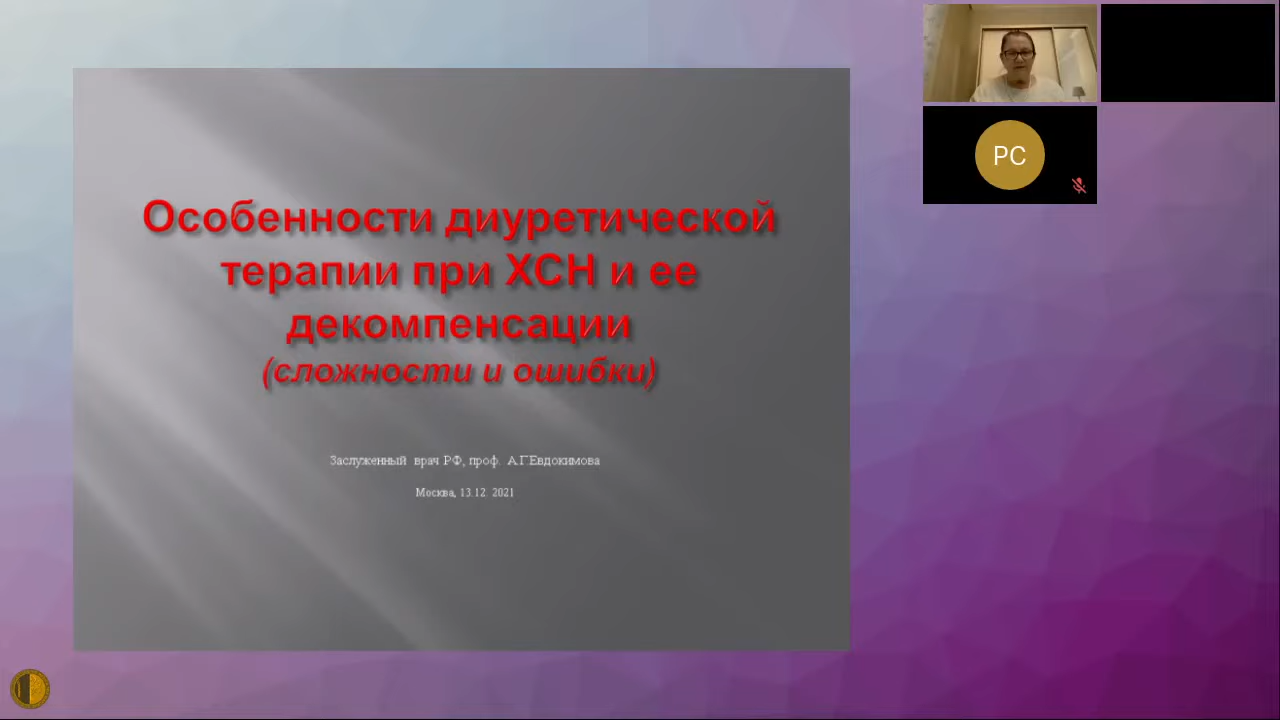 Особенности диуретической
терапии при ХСН и ее
декомпенсации
(сложности и ошибки)
Заслуженный врач РФ, проф. А.Г.Евдокимова
Москва, 13.12. 2021
PC